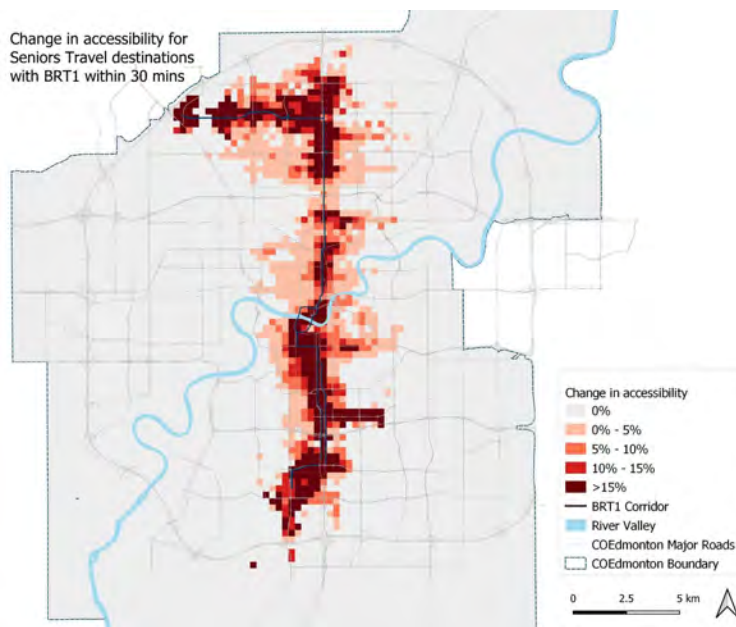 Change in accessibility for
Seniors Travel destinations
with BRT1 within 30 mins
Change in accessibility
0%
0% - 5%
5% - 10%
10% - 15%
>15%
BRT1 Corridor
River Valley
COEdmonton Major Roads
COEdmonton Boundary
0 2.5 5 km